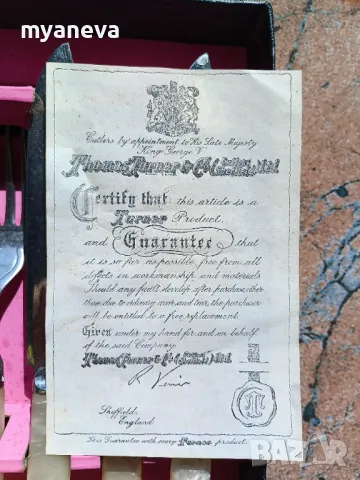 myaneva
Cutlers by appointment to His Late Majesty
King George V
Thomas Turner & Co. Ltd.
Certify that this article is a
Turner Product
and Guarantee that
it is so far as possible free from all
defects in workmanship and materials
Should any fault develop after purchase, other
than due to ordinary wear and tear, the purchaser
will be entitled to a free replacement.
Given under my hand for and on behalf
of the said Company.
Thomas Turner & Co. Ltd.
Sheffield,
England
This Guarantee with every Turner product.
bazar